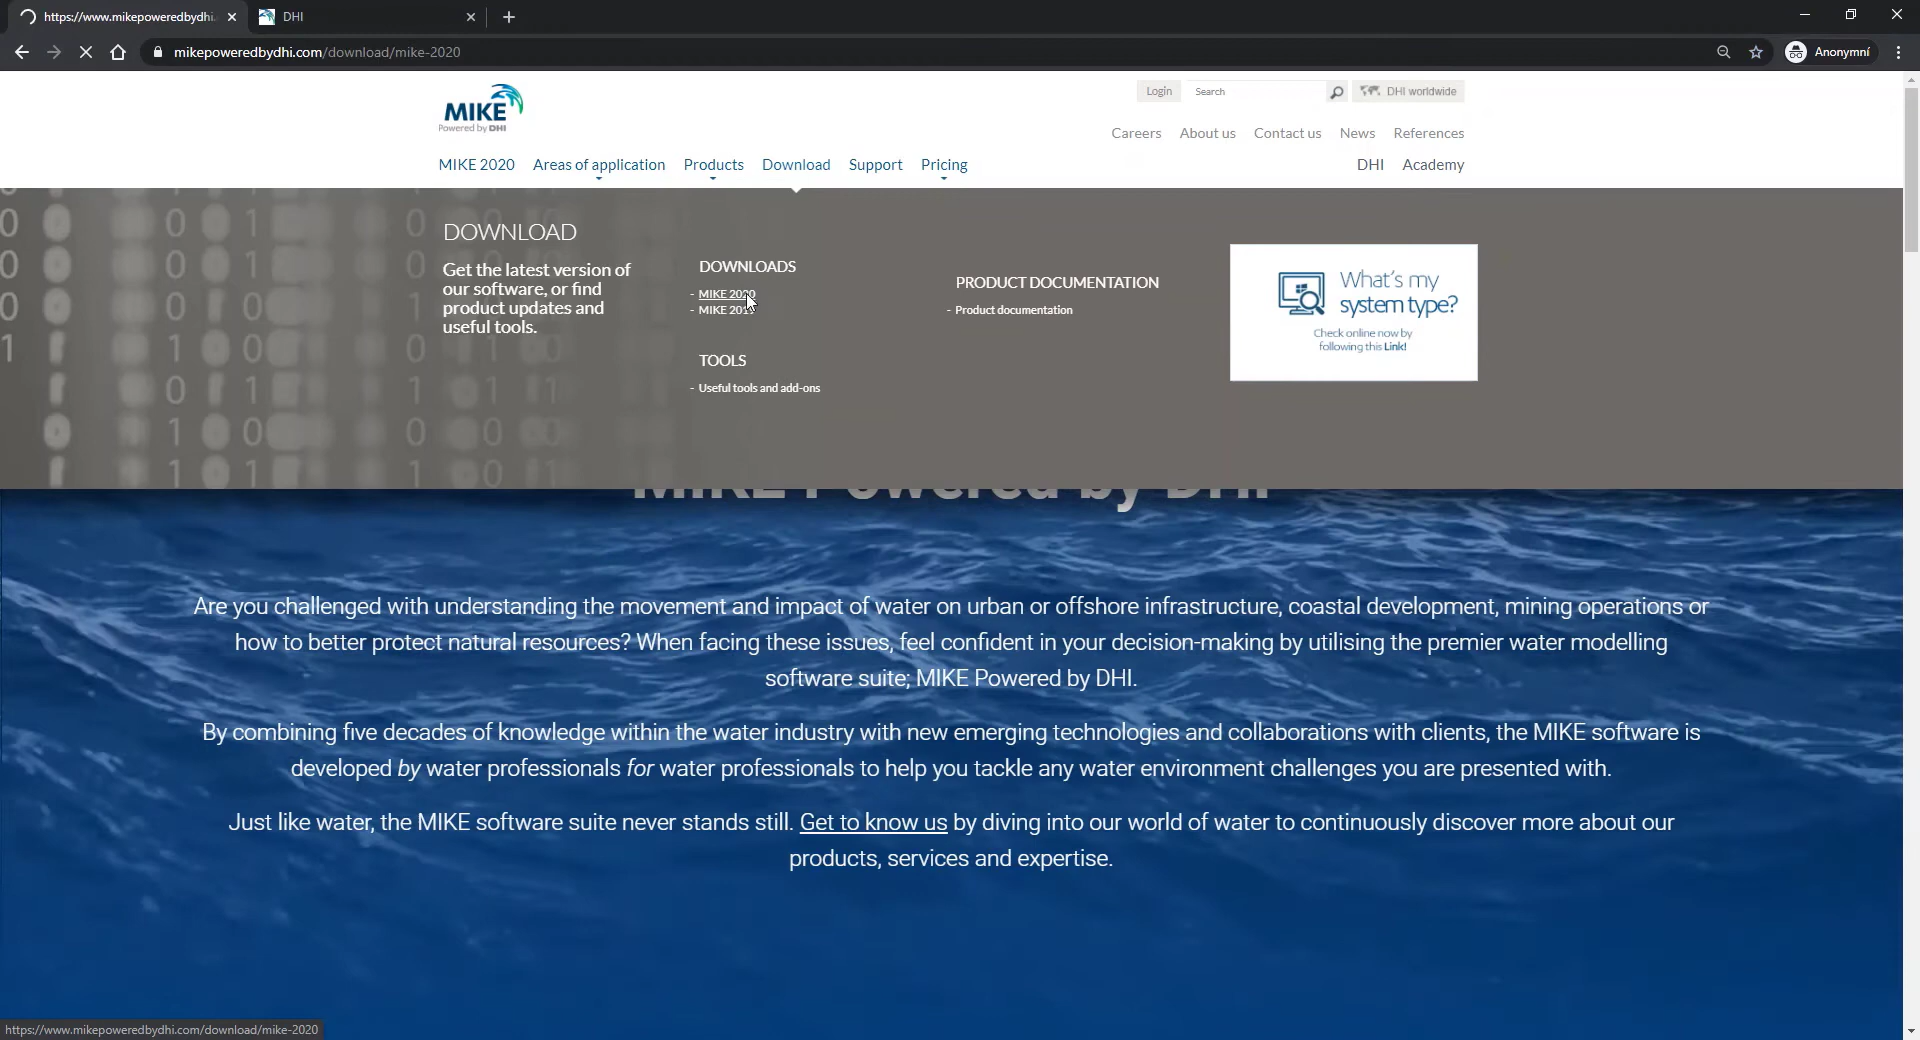 https://www.mikepoweredbydhi.
DHI
mikepoweredbydhi.com/download/mike-2020
Anonymní
MIKE
Powered by DHI
Login
Search
DHI worldwide
Careers
About us
Contact us
News
References
MIKE 2020
Areas of application
Products
Download
Support
Pricing
DHI
Academy
DOWNLOAD
Get the latest version of
our software, or find
product updates and
useful tools.
DOWNLOADS
- MIKE 2020
TOOLS
- Useful tools and add-ons
PRODUCT DOCUMENTATION
- Product documentation
What's my
system type?
Check online now by
following this Link!
MIKE Powered by DHI
Are you challenged with understanding the movement and impact of water on urban or offshore infrastructure, coastal development, mining operations or
how to better protect natural resources? When facing these issues, feel confident in your decision-making by utilising the premier water modelling
software suite; MIKE Powered by DHI.
By combining five decades of knowledge within the water industry with new emerging technologies and collaborations with clients, the MIKE software is
developed by water professionals for water professionals to help you tackle any water environment challenges you are presented with.
Just like water, the MIKE software suite never stands still. Get to know us by diving into our world of water to continuously discover more about our
products, services and expertise.
https://www.mikepoweredbydhi.com/download/mike-2020